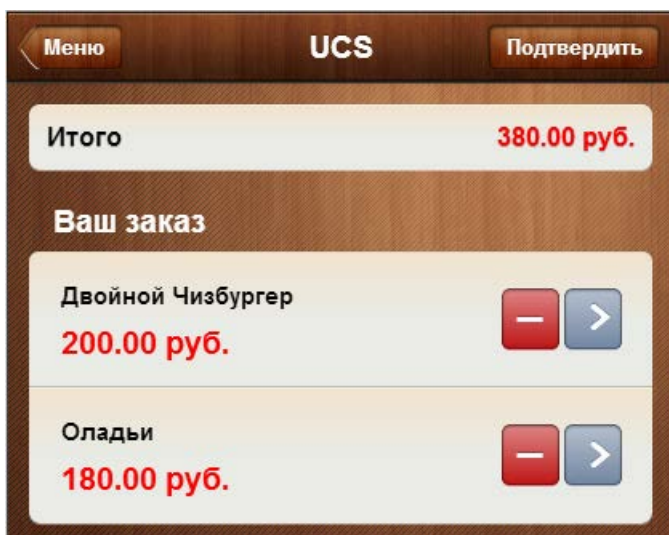 Меню
UCS
Подтвердить
Итого
380.00 руб.
Ваш заказ
Двойной Чизбургер
200.00 руб.
Оладьи
180.00 руб.